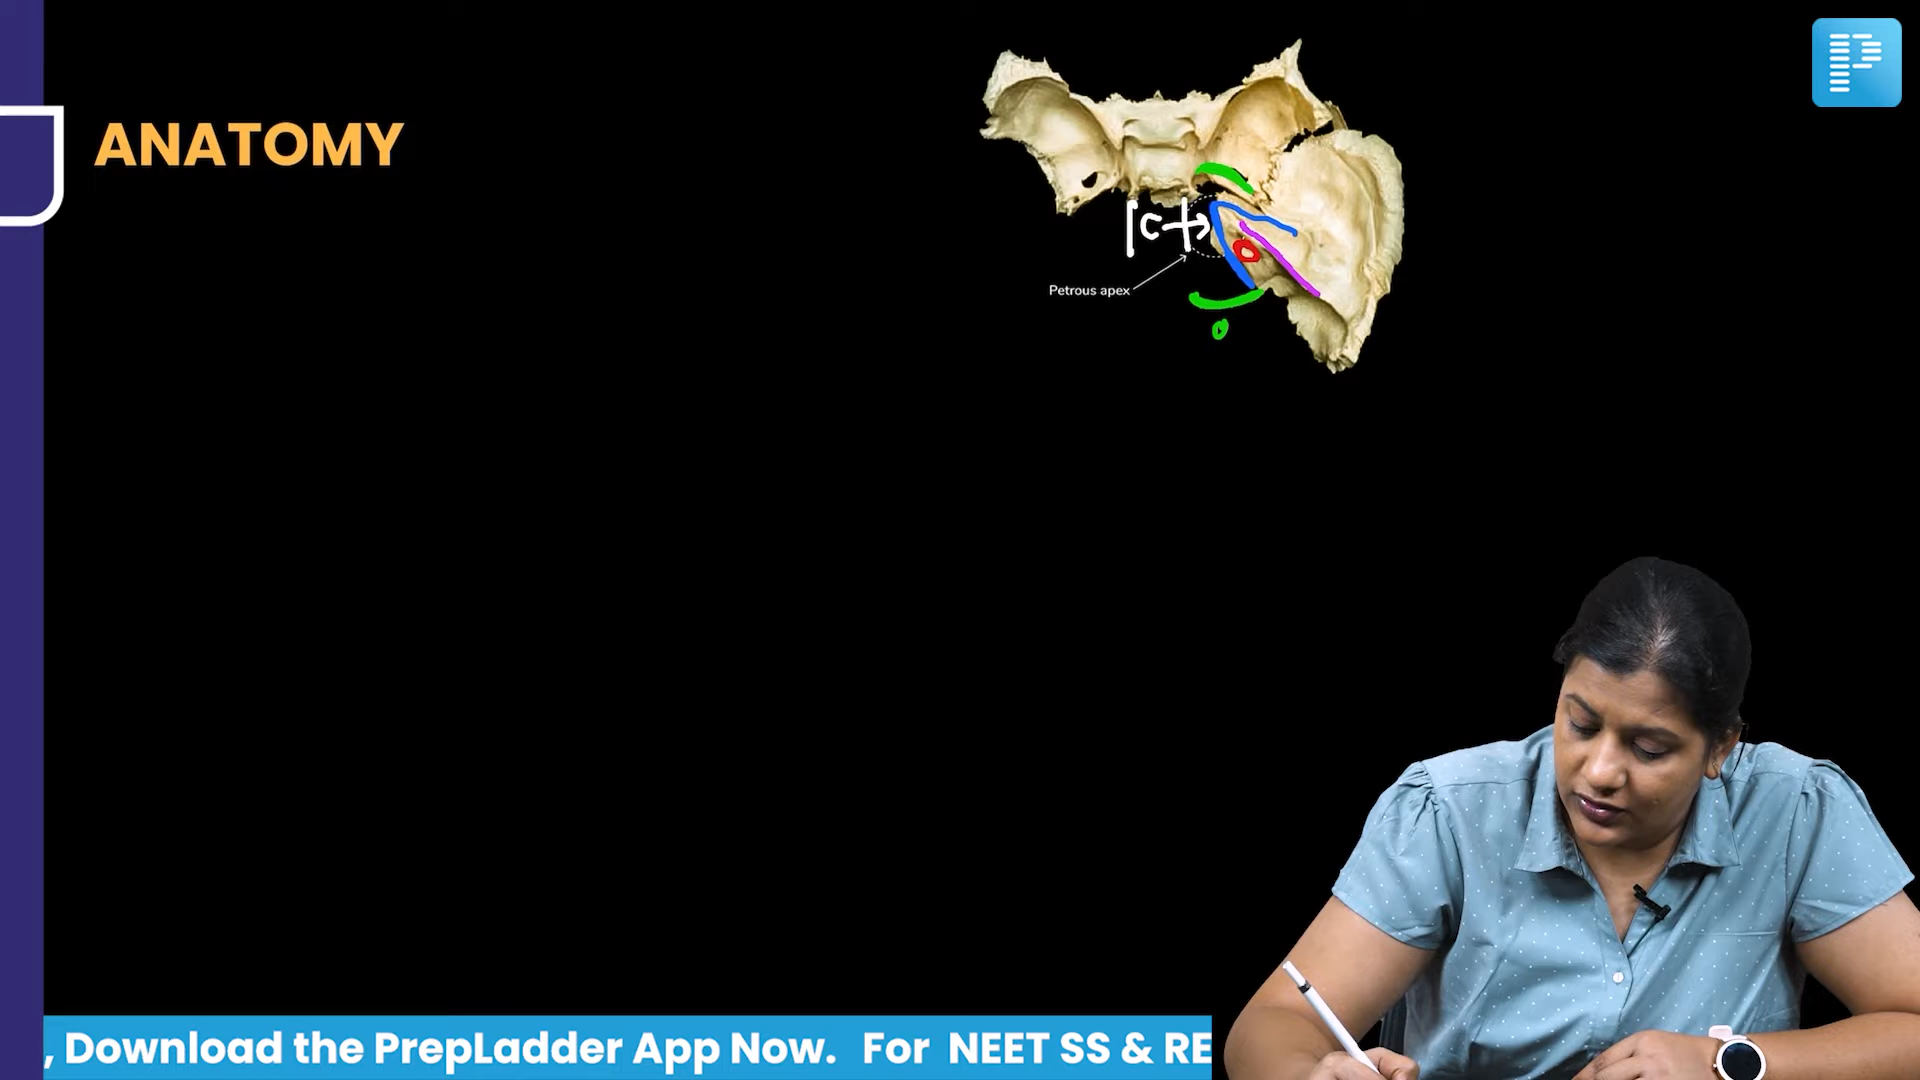 ANATOMY
C
Petrous apex
O
, Download the PrepLadder App Now. For NEET SS & RE